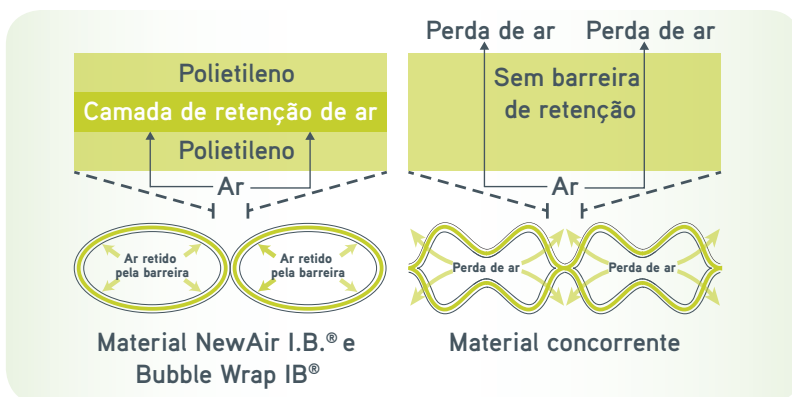 Polietileno
Camada de retenção de ar
Polietileno
Ar
Ar retido
pela barreira
Ar retido
pela barreira
Material NewAir I.B.® e
Bubble Wrap IB®
Perda de ar
Perda de ar
Sem barreira
de retenção
Ar
Perda de ar
Perda de ar
Material concorrente